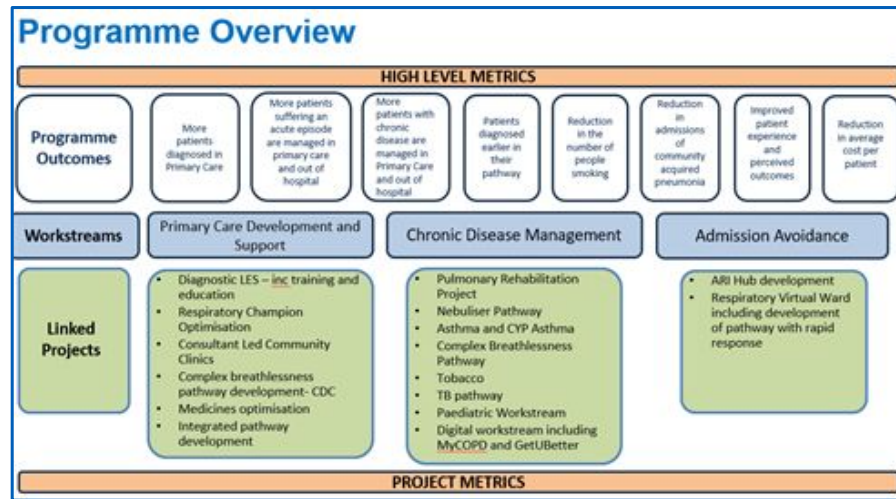 Programme Overview
HIGH LEVEL METRICS
Programme
Outcomes
More
patients
diagnosed in
Primary Care
More patients
suffering an
acute episode
are managed in
primary care
and out of
hospital
More
patients with
chronic
disease are
managed in
Primary Care
and out of
hospital
Patients
diagnosed
earlier in
their
pathway
Reduction
in the
number of
people
smoking
Reduction
in
admissions
of
community
acquired
pneumonia
Improved
patient
experience
and
perceived
outcomes
Reduction
in average
cost per
patient
Workstreams
Primary Care Development and
Support
Chronic Disease Management
Admission Avoidance
Linked
Projects
• Diagnostic LES – inc training and
education
• Respiratory Champion
Optimisation
• Consultant Led Community
Clinics
• Complex breathlessness
pathway development- CDC
• Medicines optimisation
• Integrated pathway
development
• Pulmonary Rehabilitation
Project
• Nebuliser Pathway
• Asthma and CYP Asthma
• Complex Breathlessness
Pathway
• Tobacco
• TB pathway
• Paediatric Workstream
• Digital workstream including
MyCOPD and GetUBetter
• ARI Hub development
• Respiratory Virtual Ward
including development
of pathway with rapid
response
PROJECT METRICS